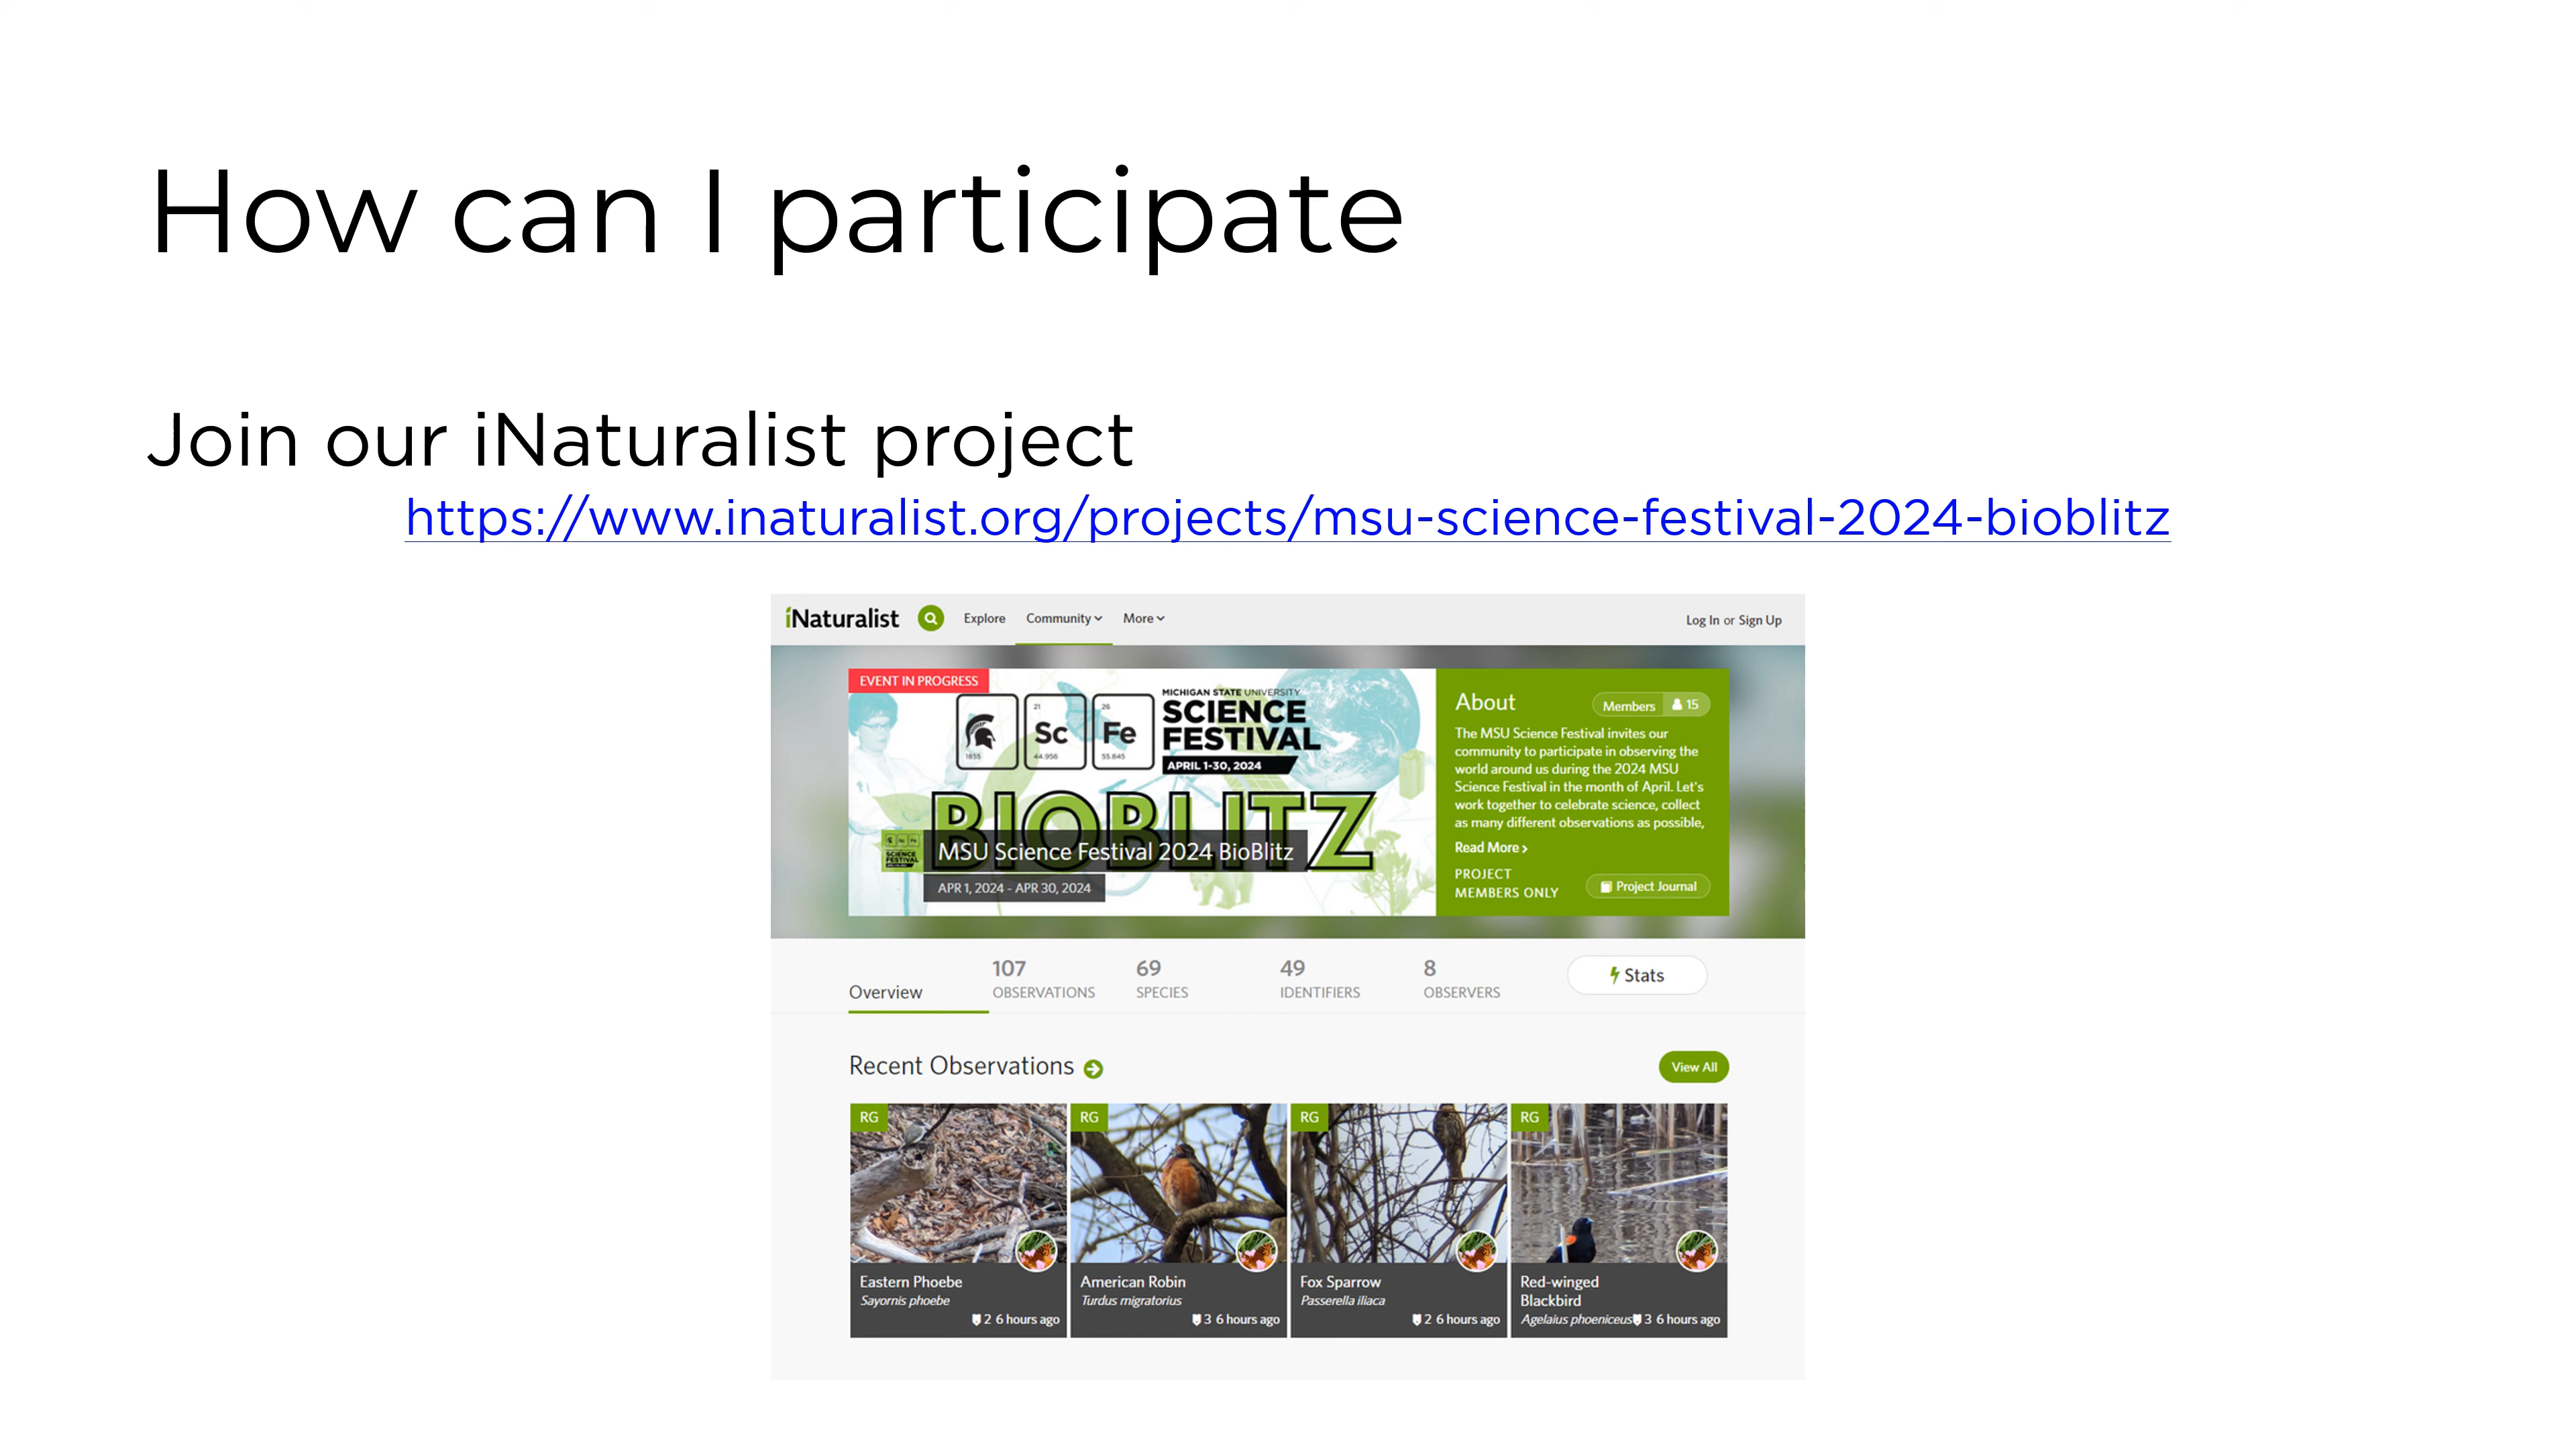 How can I participate
Join our iNaturalist project
https://www.inaturalist.org/projects/msu-science-festival-2024-bioblitz
iNaturalist Explore Community More Log In or Sign Up
EVENT IN PROGRESS
1855
21
Sc
44.956
26
Fe
55.845
MICHIGAN STATE UNIVERSITY
SCIENCE
FESTIVAL
APRIL 1-30, 2024
BIOBLITZ
MSU Science Festival 2024 BioBlitz
APR 1, 2024 - APR 30, 2024
About
Members 15
The MSU Science Festival invites our
community to participate in observing the
world around us during the 2024 MSU
Science Festival in the month of April. Let's
work together to celebrate science, collect
as many different observations as possible,
Read More >
PROJECT
MEMBERS ONLY
Project Journal
Overview
107
OBSERVATIONS
69
SPECIES
49
IDENTIFIERS
8
OBSERVERS
Stats
Recent Observations
View All
RG
Eastern Phoebe
Sayornis phoebe
2 6 hours ago
RG
American Robin
Turdus migratorius
3 6 hours ago
RG
Fox Sparrow
Passerella iliaca
2 6 hours ago
RG
Red-winged
Blackbird
Agelaius phoeniceus 3 6 hours ago